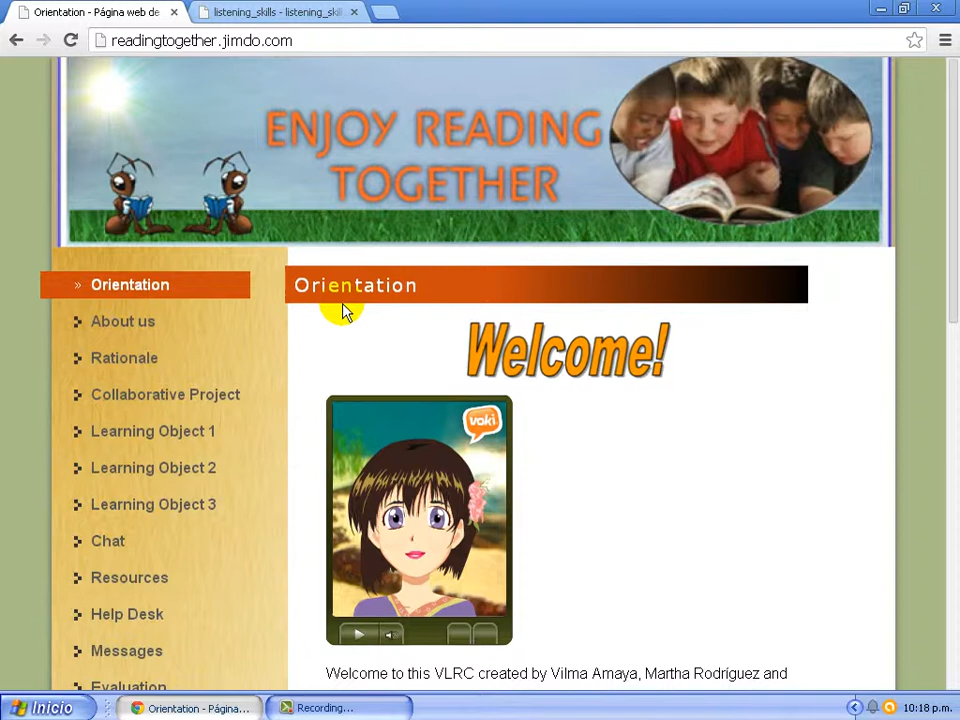 Orientation - Página web de
listening_skills - listening_skil
readingtogether.jimdo.com
ENJOY READING
TOGETHER
» Orientation
Orientation
About us
Welcome!
Rationale
Collaborative Project
voki
Learning Object 1
Learning Object 2
Learning Object 3
Chat
Resources
Help Desk
Messages
Welcome to this VLRC created by Vilma Amaya, Martha Rodríguez and
Evaluation
Inicio
Orientation - Página...
Recording...
10:18 p.m.